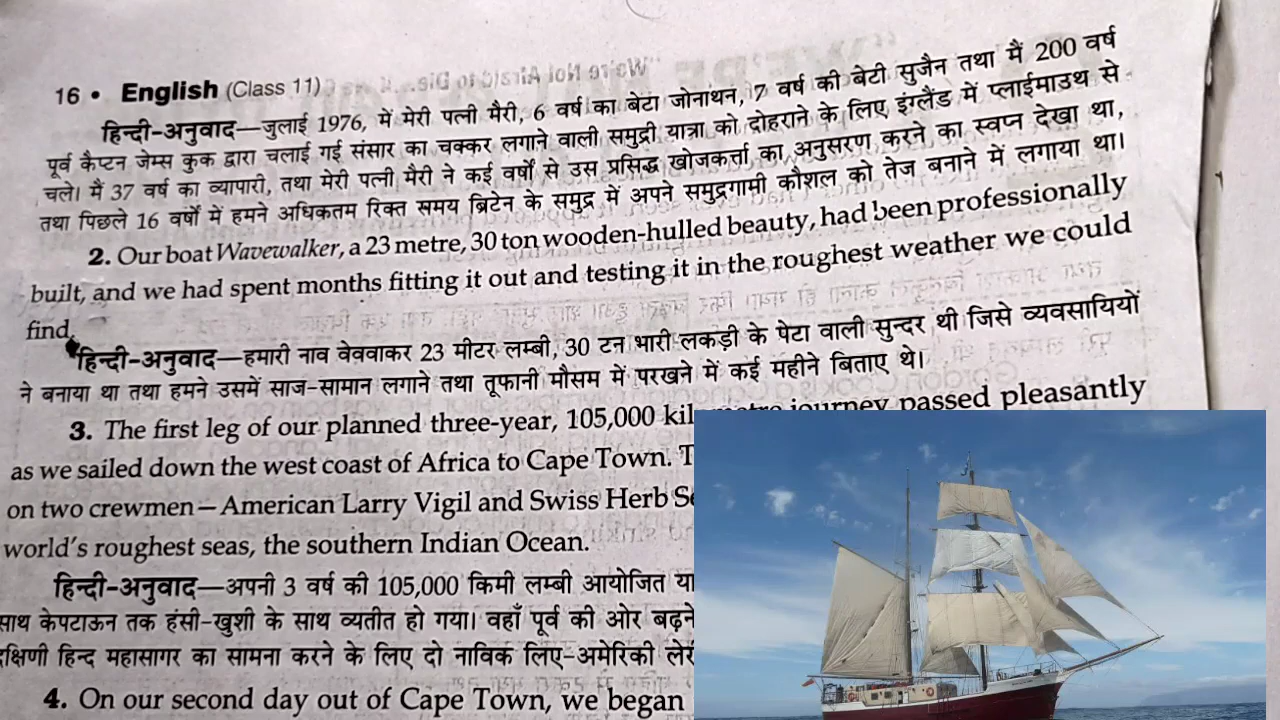 16 • English (Class 11)
हिन्दी-अनुवाद—जुलाई 1976, में मेरी पत्नी मैरी, 6 वर्ष का बेटा जोनाथन, 7 वर्ष की बेटी सुजैन तथा मैं 200 वर्ष
पूर्व कैप्टन जेम्स कुक द्वारा चलाई गई संसार का चक्कर लगाने वाली समुद्री यात्रा को दोहराने के लिए इंग्लैंड में प्लाईमाउथ से
चले। मैं 37 वर्ष का व्यापारी, तथा मेरी पत्नी मैरी ने कई वर्षों से उस प्रसिद्ध खोजकर्त्ता का अनुसरण करने का स्वप्न देखा था,
तथा पिछले 16 वर्षों में हमने अधिकतम रिक्त समय ब्रिटेन के समुद्र में अपने समुद्रगामी कौशल को तेज बनाने में लगाया था।
2. Our boat Wavewalker, a 23 metre, 30 ton wooden-hulled beauty, had been professionally
built, and we had spent months fitting it out and testing it in the roughest weather we could
find.
हिन्दी-अनुवाद—हमारी नाव वेववाकर 23 मीटर लम्बी, 30 टन भारी लकड़ी के पेटा वाली सुन्दर थी जिसे व्यवसायियों
ने बनाया था तथा हमने उसमें साज-सामान लगाने तथा तूफानी मौसम में परखने में कई महीने बिताए थे।
3. The first leg of our planned three-year, 105,000 journey passed pleasantly
as we sailed down the west coast of Africa to Cape Town.
on two crewmen – American Larry Vigil and Swiss Herb
world's roughest seas, the southern Indian Ocean.
हिन्दी-अनुवाद—अपनी 3 वर्ष की 105,000 किमी लम्बी आयोजित
साथ केपटाऊन तक हंसी-खुशी के साथ व्यतीत हो गया। वहाँ पूर्व की ओर बढ़ने
दक्षिणी हिन्द महासागर का सामना करने के लिए दो नाविक लिए-अमेरिकी
4. On our second day out of Cape Town, we began